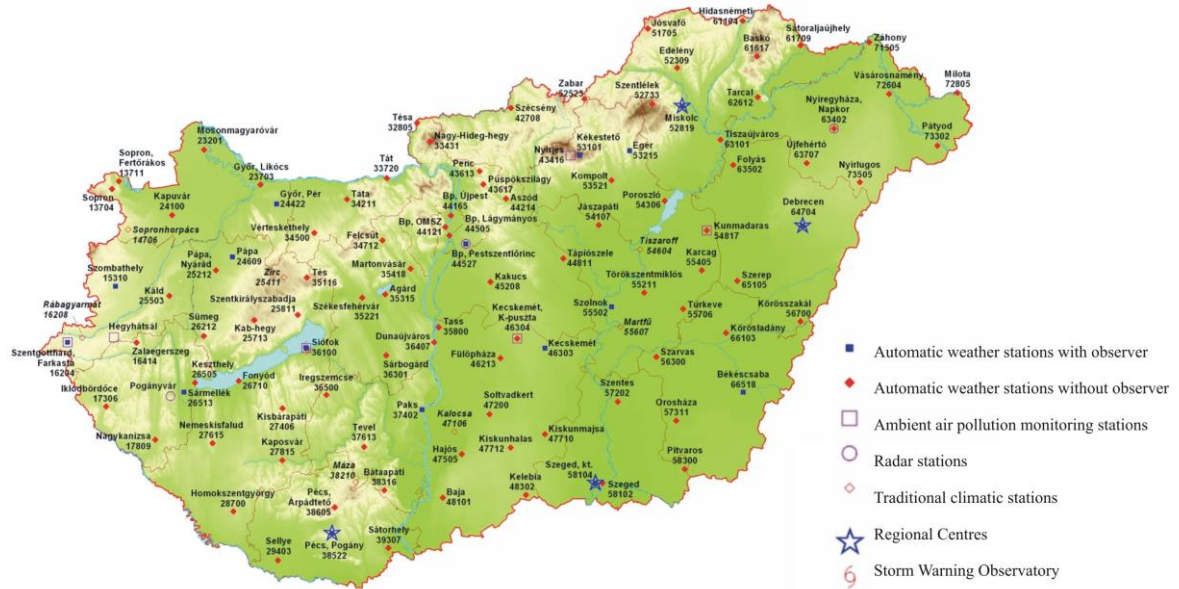 Hidasnémeti
61104
Jósvafő
51705
Sátoraljaújhely
61709
Baskó
61617
Záhony
71505
Edelény
52309
Zabar
52523
Szentlélek
52733
Vásárosnamény
72604
Milota
72805
Tarcal
62612
Szécsény
42708
Miskolc
52819
Nyíregyháza,
Napkor
63402
Tésa
32805
Nagy-Hideg-hegy
33431
Kékestető
53101
Nyírjes
43416
Eger
53215
Tiszaújváros
63101
Pátyod
73302
Újfehértó
63707
Mosonmagyaróvár
23201
Sopron,
Fertőrákos
13711
Győr, Likócs
23703
Tát
33720
Penc
43613
Püspökszilágy
43617
Kompolt
53521
Folyás
63502
Nyírlugos
73505
Sopron
13704
Kapuvár
24100
Győr, Pér
24422
Tata
34211
Bp, Újpest
44165
Aszód
44214
Poroszló
54306
Debrecen
64704
Sopronhorpács
14706
Vérteskethely
34500
Felcsút
34712
Bp, OMSZ
44121
Bp, Lágymányos
44505
Jászapáti
54107
Kunmadaras
54817
Pápa
24609
Pápa,
Nyárád
25212
Zirc
25411
Tés
35116
Martonvásár
35418
Bp, Pestszentlőrinc
44527
Tápiószele
44811
Tiszaroff
54604
Karcag
55405
Szombathely
15310
Káld
25503
Szentkirályszabadja
25811
Székesfehérvár
35221
Agárd
35315
Kakucs
45208
Törökszentmiklós
55211
Szerep
65105
Rábagyarmat
16208
Hegyhátsál
Sümeg
26212
Kab-hegy
25713
Kecskemét,
K-puszta
46304
Szolnok
55502
Martfű
55607
Túrkeve
55706
Körösszakál
56700
Szentgotthárd,
Farkasfa
16204
Zalaegerszeg
16414
Siófok
36100
Dunaújváros
36407
Tass
35800
Kecskemét
46303
Körösladány
66103
Keszthely
26505
Fonyód
26710
Sárbogárd
36301
Fülöpháza
46213
Szarvas
56300
Iklódbördőce
17306
Pogányvár
Sármellék
26513
Iregszemcse
36500
Szentes
57202
Békéscsaba
66518
Kisbárapáti
27406
Paks
37402
Kalocsa
47106
Soltvadkert
47200
Orosháza
57311
Nagykanizsa
17809
Nemeskisfalud
27615
Kaposvár
27815
Tevel
37613
Hajós
47505
Kiskunhalas
47712
Kiskunmajsa
47710
Pitvaros
58300
Máza
38210
Bátaapáti
38316
Szeged, kt.
58104
Szeged
58102
Homokszentgyörgy
28700
Pécs,
Árpádtető
38605
Baja
48101
Kelebia
48302
Sellye
29403
Pécs, Pogány
38522
Sátorhely
39307
Automatic weather stations with observer
Automatic weather stations without observer
Ambient air pollution monitoring stations
Radar stations
Traditional climatic stations
Regional Centres
Storm Warning Observatory